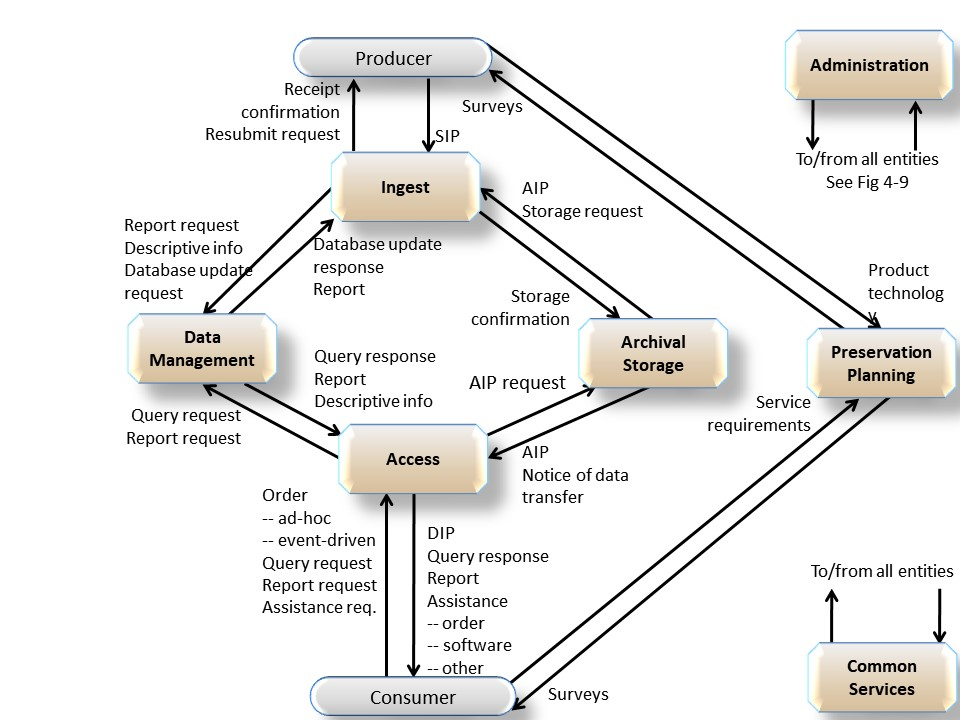 Producer
Administration
Receipt
confirmation
Resubmit request
Surveys
SIP
To/from all entities
See Fig 4-9
Ingest
AIP
Storage request
Report request
Descriptive info
Database update
request
Database update
response
Report
Product
technolog
y
Storage
confirmation
Data
Management
Archival
Storage
Preservation
Planning
Query response
Report
Descriptive info
AIP request
Service
requirements
Query request
Report request
Access
AIP
Notice of data
transfer
Order
-- ad-hoc
-- event-driven
Query request
Report request
Assistance req.
DIP
Query response
Report
Assistance
-- order
-- software
-- other
To/from all entities
Common
Services
Consumer
Surveys